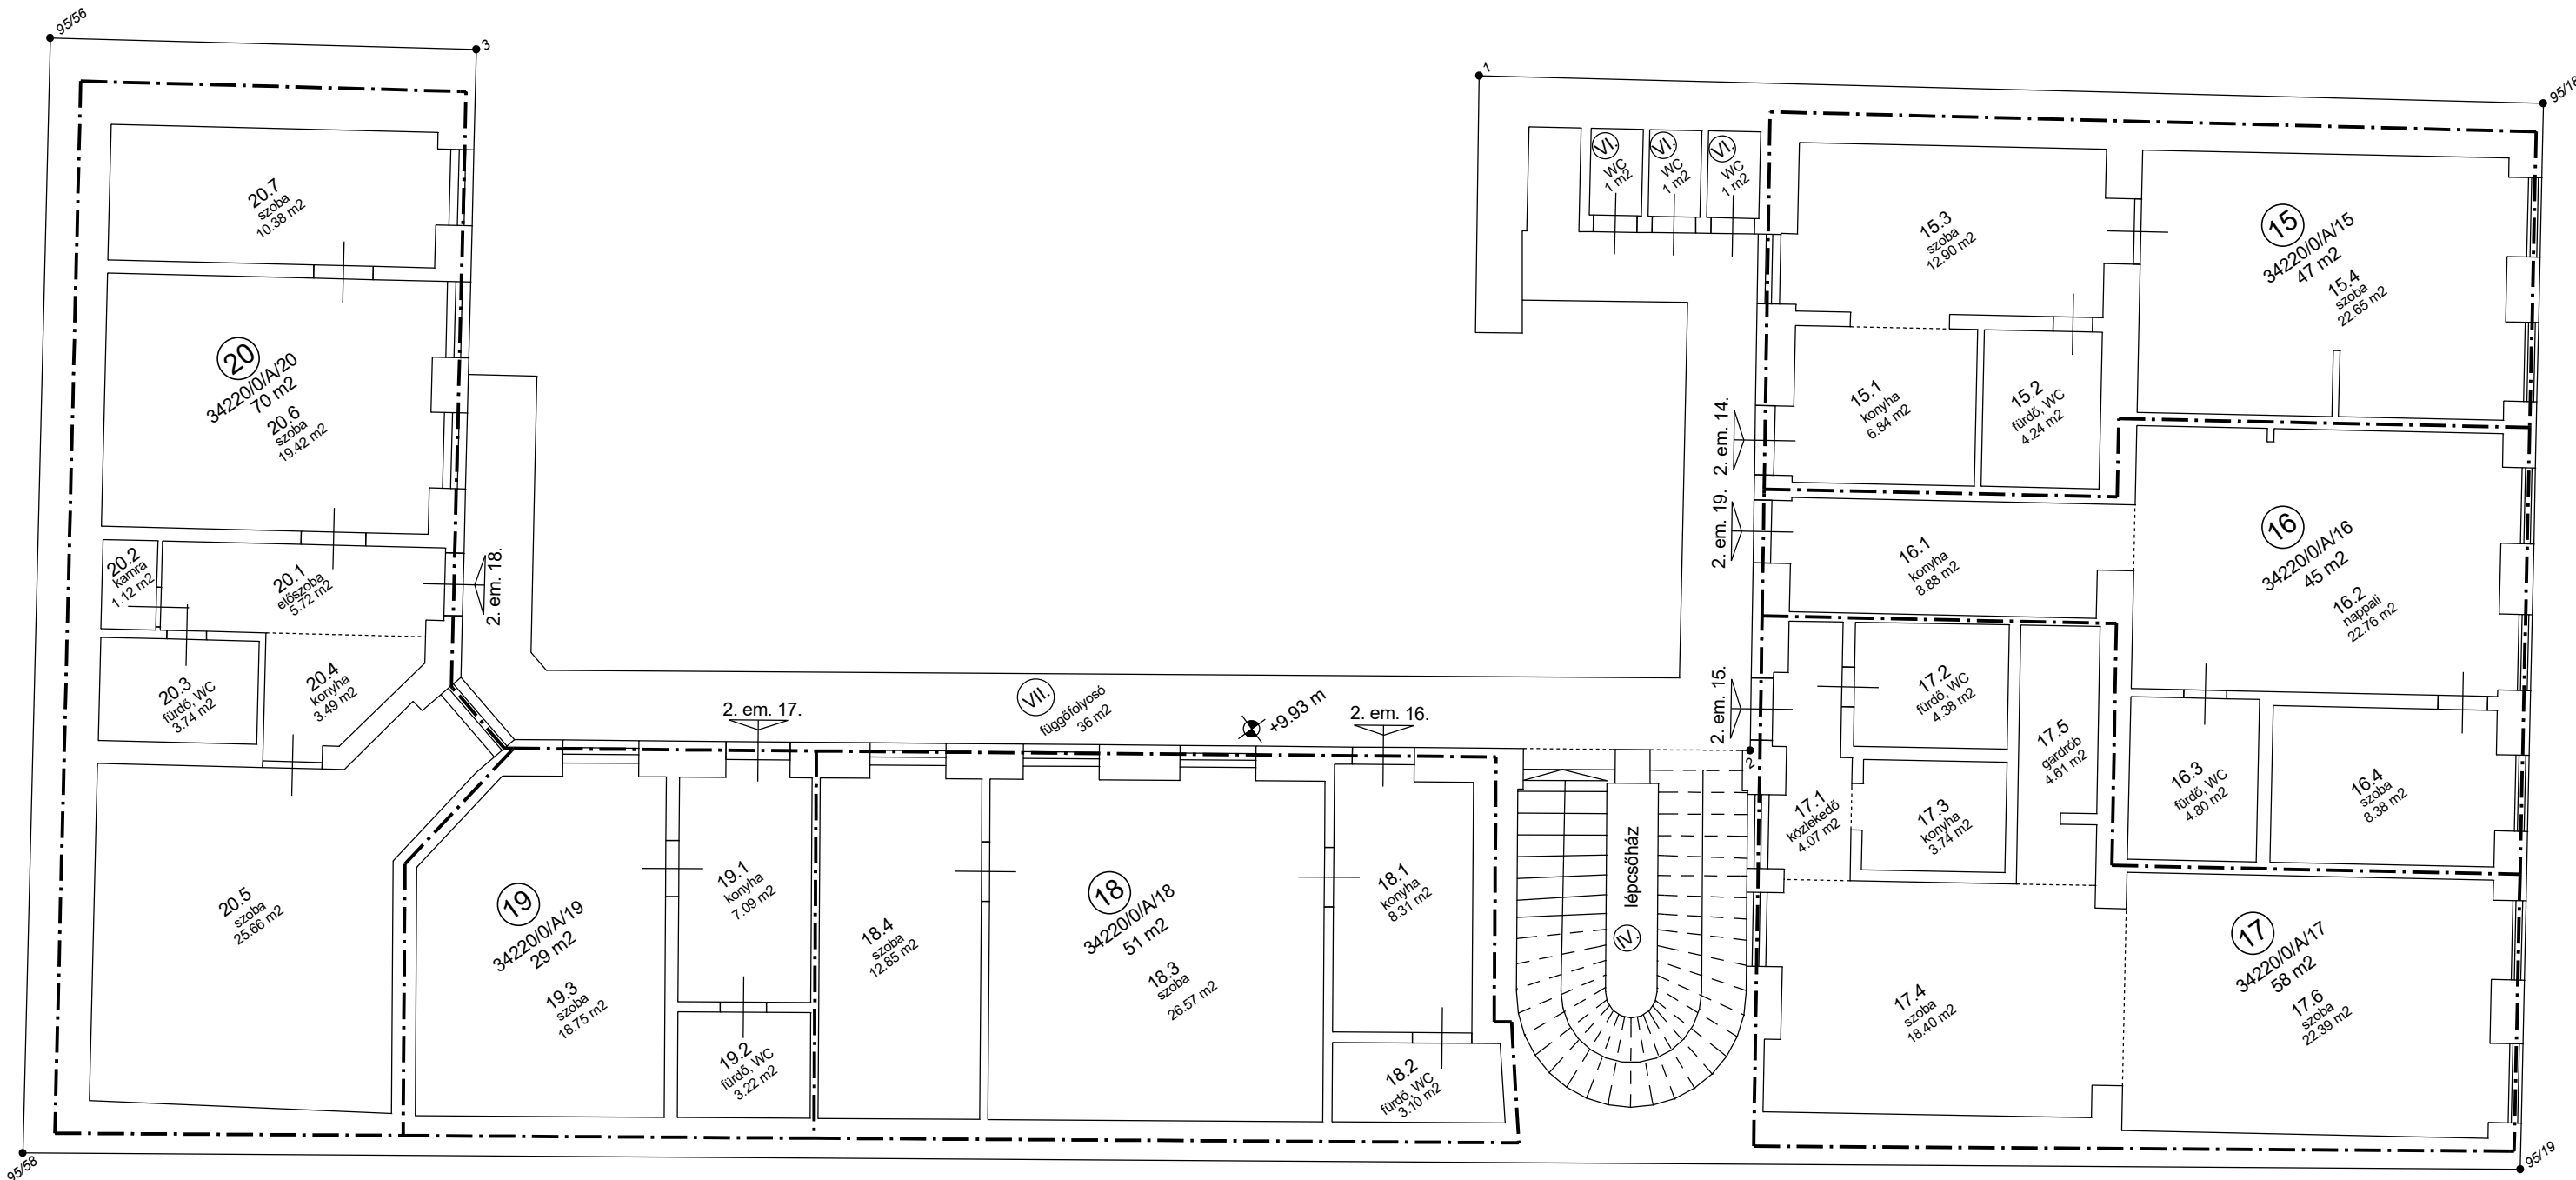 95/56
3
1
95/18
20.7
szoba
10.38 m2
20
34220/0/A/20
70 m2
20.6
szoba
19.42 m2
20.2
kamra
1.12 m2
20.1
előszoba
5.72 m2
2. em. 18.
20.3
fürdő, WC
3.74 m2
20.4
konyha
3.49 m2
20.5
szoba
25.66 m2
19
34220/0/A/19
29 m2
19.3
szoba
18.75 m2
19.1
konyha
7.09 m2
19.2
fürdő, WC
3.22 m2
2. em. 17.
VII.
függőfolyosó
36 m2
+9.93 m
2. em. 16.
18.4
szoba
12.85 m2
18
34220/0/A/18
51 m2
18.3
szoba
26.57 m2
18.1
konyha
8.31 m2
18.2
fürdő, WC
3.10 m2
lépcsőház
IV.
VI.
WC
1 m2
VI.
WC
1 m2
VI.
WC
1 m2
15.3
szoba
12.90 m2
15
34220/0/A/15
47 m2
15.4
szoba
22.65 m2
15.1
konyha
6.84 m2
15.2
fürdő, WC
4.24 m2
2. em. 14.
2. em. 19.
2. em. 15.
2
16.1
konyha
8.88 m2
16
34220/0/A/16
45 m2
16.2
nappali
22.76 m2
16.3
fürdő, WC
4.80 m2
16.4
szoba
8.38 m2
17.2
fürdő, WC
4.38 m2
17.5
gardrób
4.61 m2
17.1
közlekedő
4.07 m2
17.3
konyha
3.74 m2
17.4
szoba
18.40 m2
17
34220/0/A/17
58 m2
17.6
szoba
22.39 m2
95/58
95/19